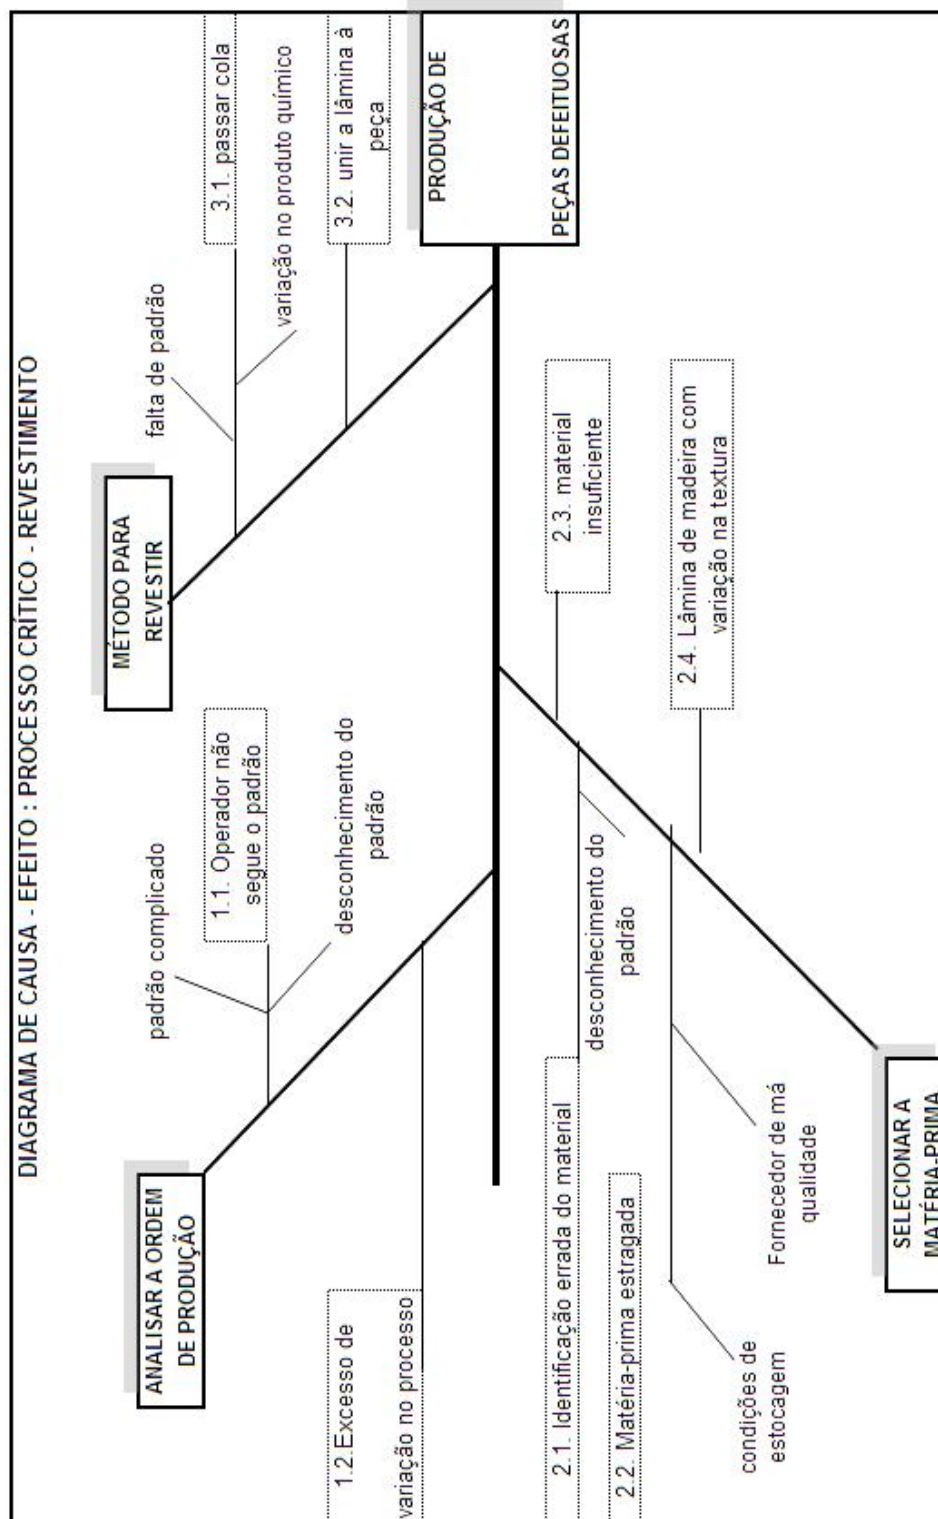 DIAGRAMA DE CAUSA - EFEITO : PROCESSO CRÍTICO - REVESTIMENTO
ANALISAR A ORDEM
DE PRODUÇÃO
padrão complicado
1.1. Operador não
segue o padrão
desconhecimento do
padrão
1.2.Excesso de
variação no processo
MÉTODO PARA
REVESTIR
falta de padrão
3.1. passar cola
variação no produto químico
3.2. unir a lâmina à
peça
PRODUÇÃO DE
PEÇAS DEFEITUOSAS
2.1. Identificação errada do material
desconhecimento do
padrão
2.2. Matéria-prima estragada
2.3. material
insuficiente
2.4. Lâmina de madeira com
variação na textura
condições de
estocagem
Fornecedor de má
qualidade
SELECIONAR A
MATÉRIA-PRIMA